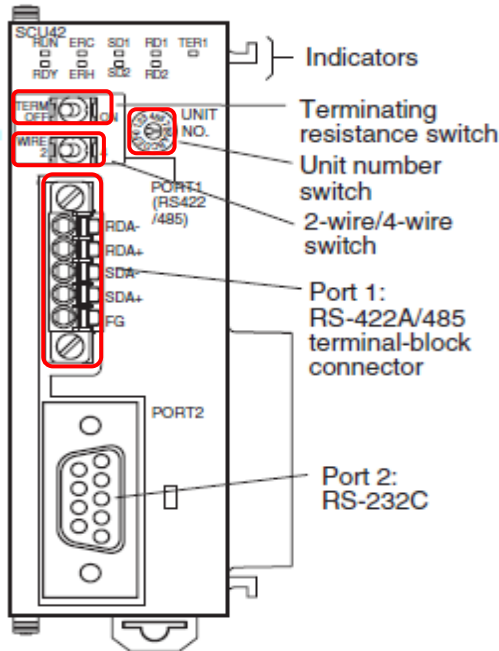 SCU42
RUN ERC SD1 RD1 TER1
RDY ERH SD2 RD2
Indicators
TERM
OFF ON
UNIT
NO.
Terminating
resistance switch
Unit number
switch
WIRE
2 4
PORT1
(RS422
/485)
2-wire/4-wire
switch
RDA-
RDA+
SDA-
SDA+
FG
Port 1:
RS-422A/485
terminal-block
connector
PORT2
Port 2:
RS-232C